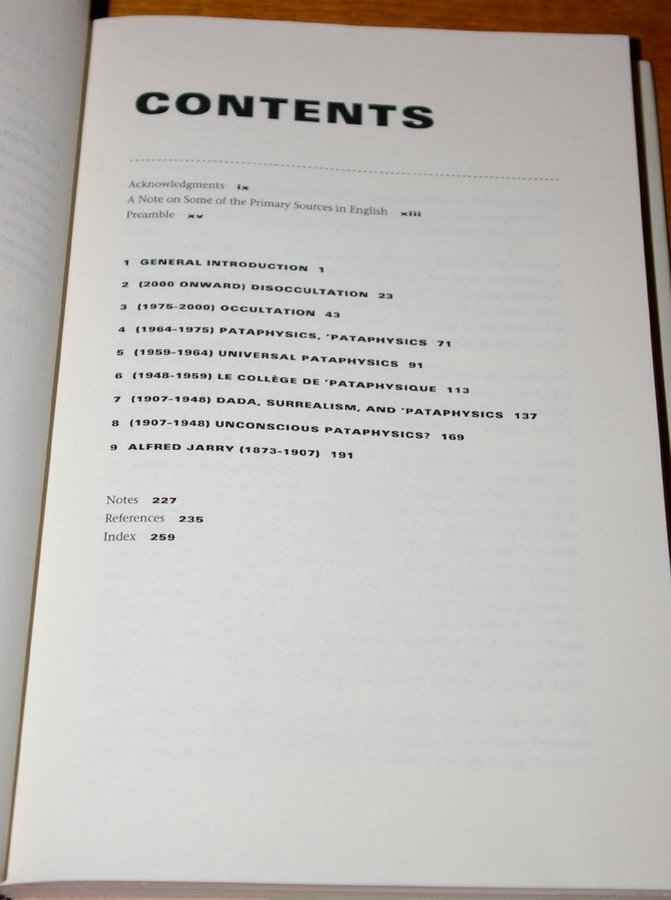 CONTENTS
Acknowledgments ix
A Note on Some of the Primary Sources in English xiii
Preamble xv
1 GENERAL INTRODUCTION 1
2 (2000 ONWARD) DISOCCULTATION 23
3 (1975–2000) OCCULTATION 43
4 (1964–1975) PATAPHYSICS, ’PATAPHYSICS 71
5 (1959–1964) UNIVERSAL PATAPHYSICS 91
6 (1948–1959) LE COLLÈGE DE ’PATAPHYSIQUE 113
7 (1907–1948) DADA, SURREALISM, AND ’PATAPHYSICS 137
8 (1907–1948) UNCONSCIOUS PATAPHYSICS? 169
9 ALFRED JARRY (1873–1907) 191
Notes 227
References 235
Index 259